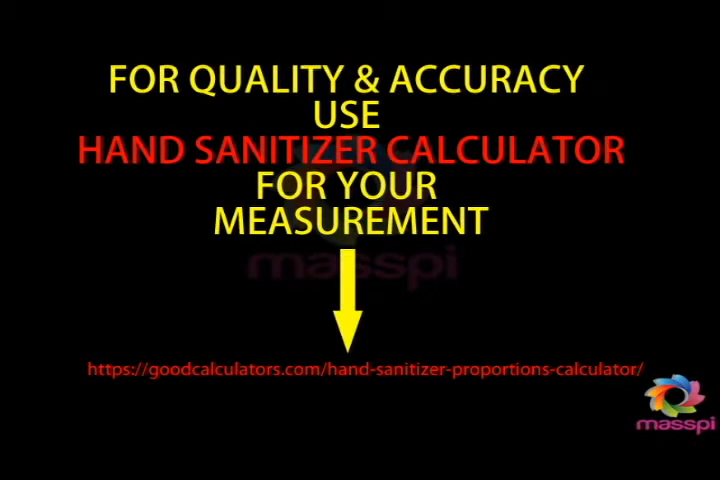 FOR QUALITY & ACCURACY
USE
HAND SANITIZER CALCULATOR
FOR YOUR
MEASUREMENT
masspi
https://goodcalculators.com/hand-sanitizer-proportions-calculator/
masspi